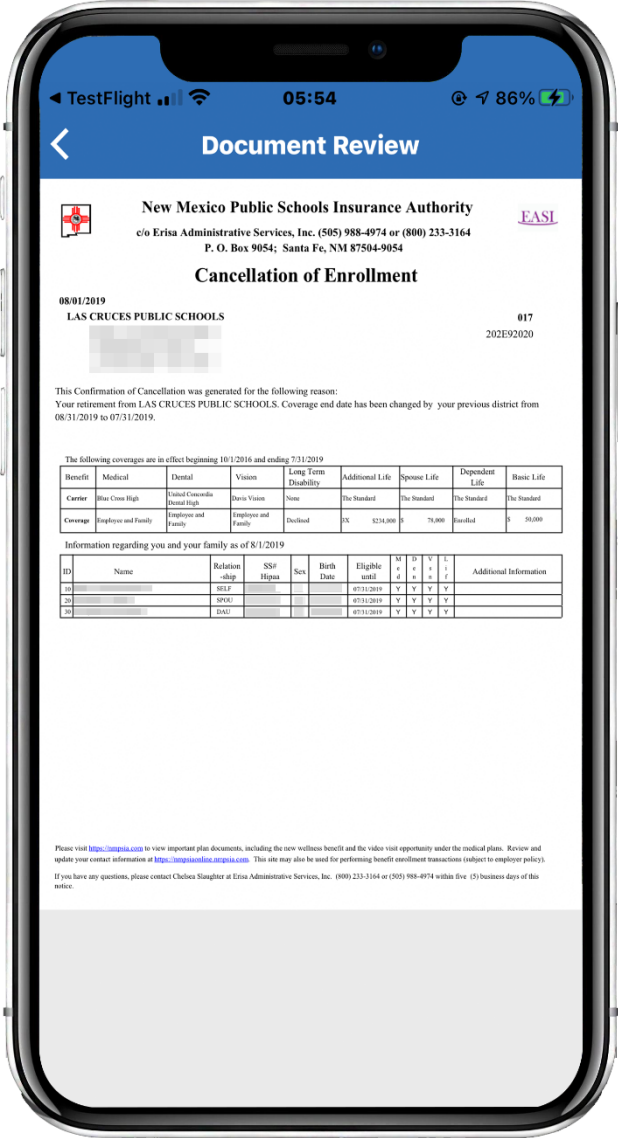 TestFlight 05:54 86%
Document Review
New Mexico Public Schools Insurance Authority
EASI
c/o Erisa Administrative Services, Inc. (505) 988-4974 or (800) 233-3164
P. O. Box 9054; Santa Fe, NM 87504-9054
Cancellation of Enrollment
08/01/2019
LAS CRUCES PUBLIC SCHOOLS 017
202E92020
This Confirmation of Cancellation was generated for the following reason:
Your retirement from LAS CRUCES PUBLIC SCHOOLS. Coverage end date has been changed by your previous district from
08/31/2019 to 07/31/2019.
The following coverages are in effect beginning 10/1/2016 and ending 7/31/2019
Benefit Medical Dental Vision Long Term Disability Additional Life Spouse Life Dependent Life Basic Life
Carrier Blue Cross High United Concordia Dental High Davis Vision None The Standard The Standard The Standard The Standard
Coverage Employee and Family Employee and Family Employee and Family Declined 3X $234,000 $ 78,000 Enrolled $ 50,000
Information regarding you and your family as of 8/1/2019
ID Name Relation-ship SS# Hipaa Sex Birth Date Eligible until Med Den Vsn Lif Additional Information
10 SELF 07/31/2019 Y Y Y Y
20 SPOU 07/31/2019 Y Y Y Y
30 DAU 07/31/2019 Y Y Y Y
Please visit https://nmpsia.com to view important plan documents, including the new wellness benefit and the video visit opportunity under the medical plans. Review and
update your contact information at https://nmpsiaonline.nmpsia.com. This site may also be used for performing benefit enrollment transactions (subject to employer policy).
If you have any questions, please contact Chelsea Slaughter at Erisa Administrative Services, Inc. (800) 233-3164 or (505) 988-4974 within five (5) business days of this
notice.